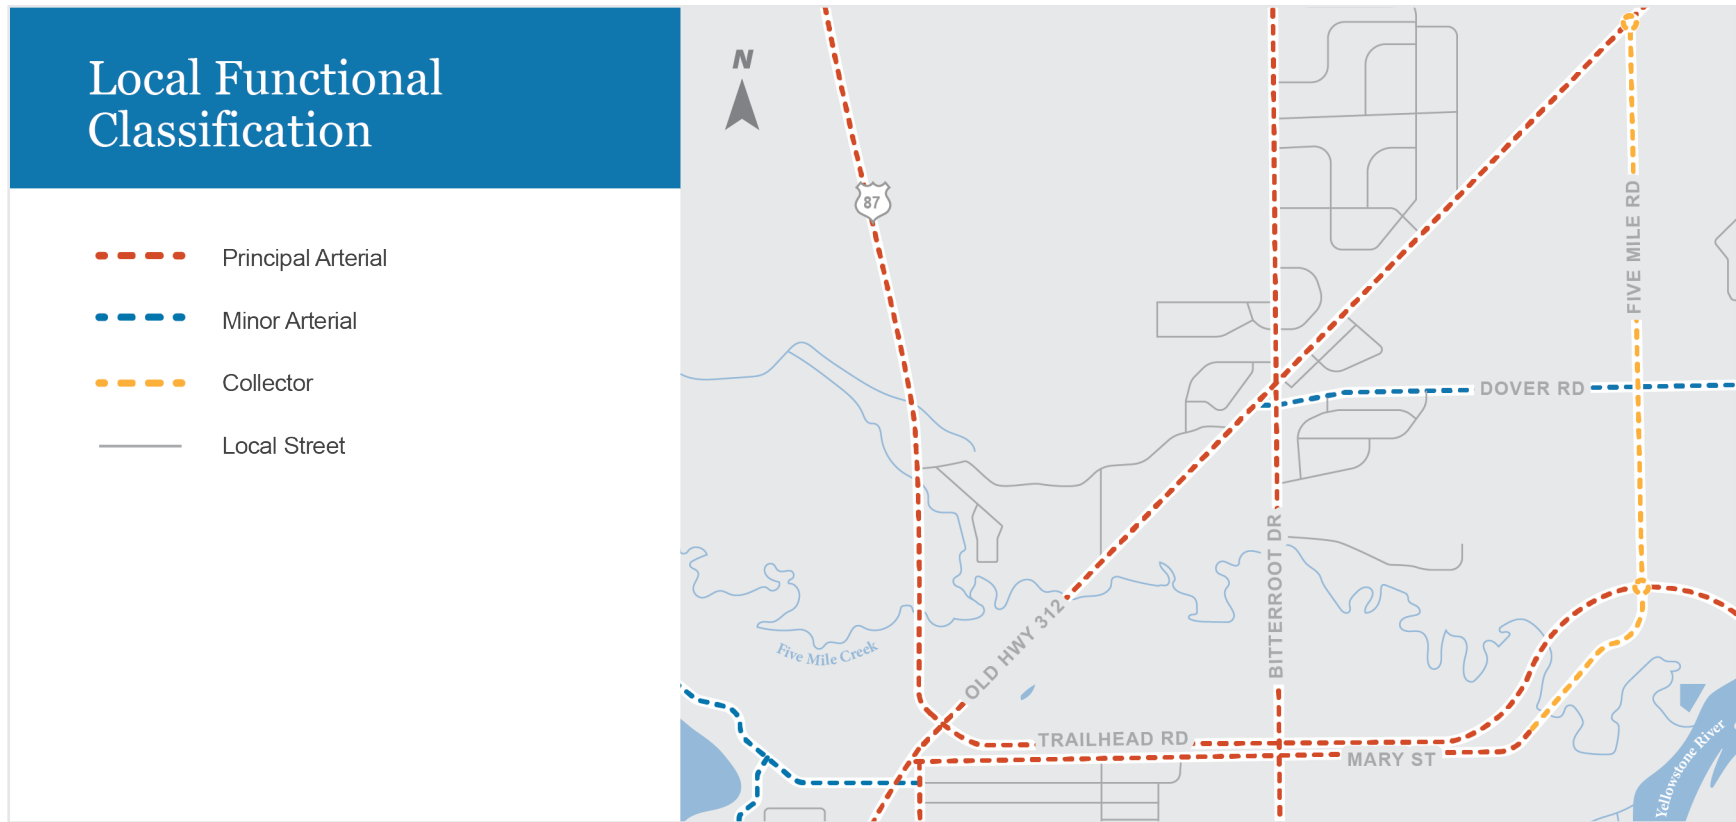 Local Functional
Classification
Principal Arterial
Minor Arterial
Collector
Local Street
N
87
FIVE MILE RD
DOVER RD
BITTERROOT DR
OLD HWY 312
Five Mile Creek
TRAILHEAD RD
MARY ST
Yellowstone River